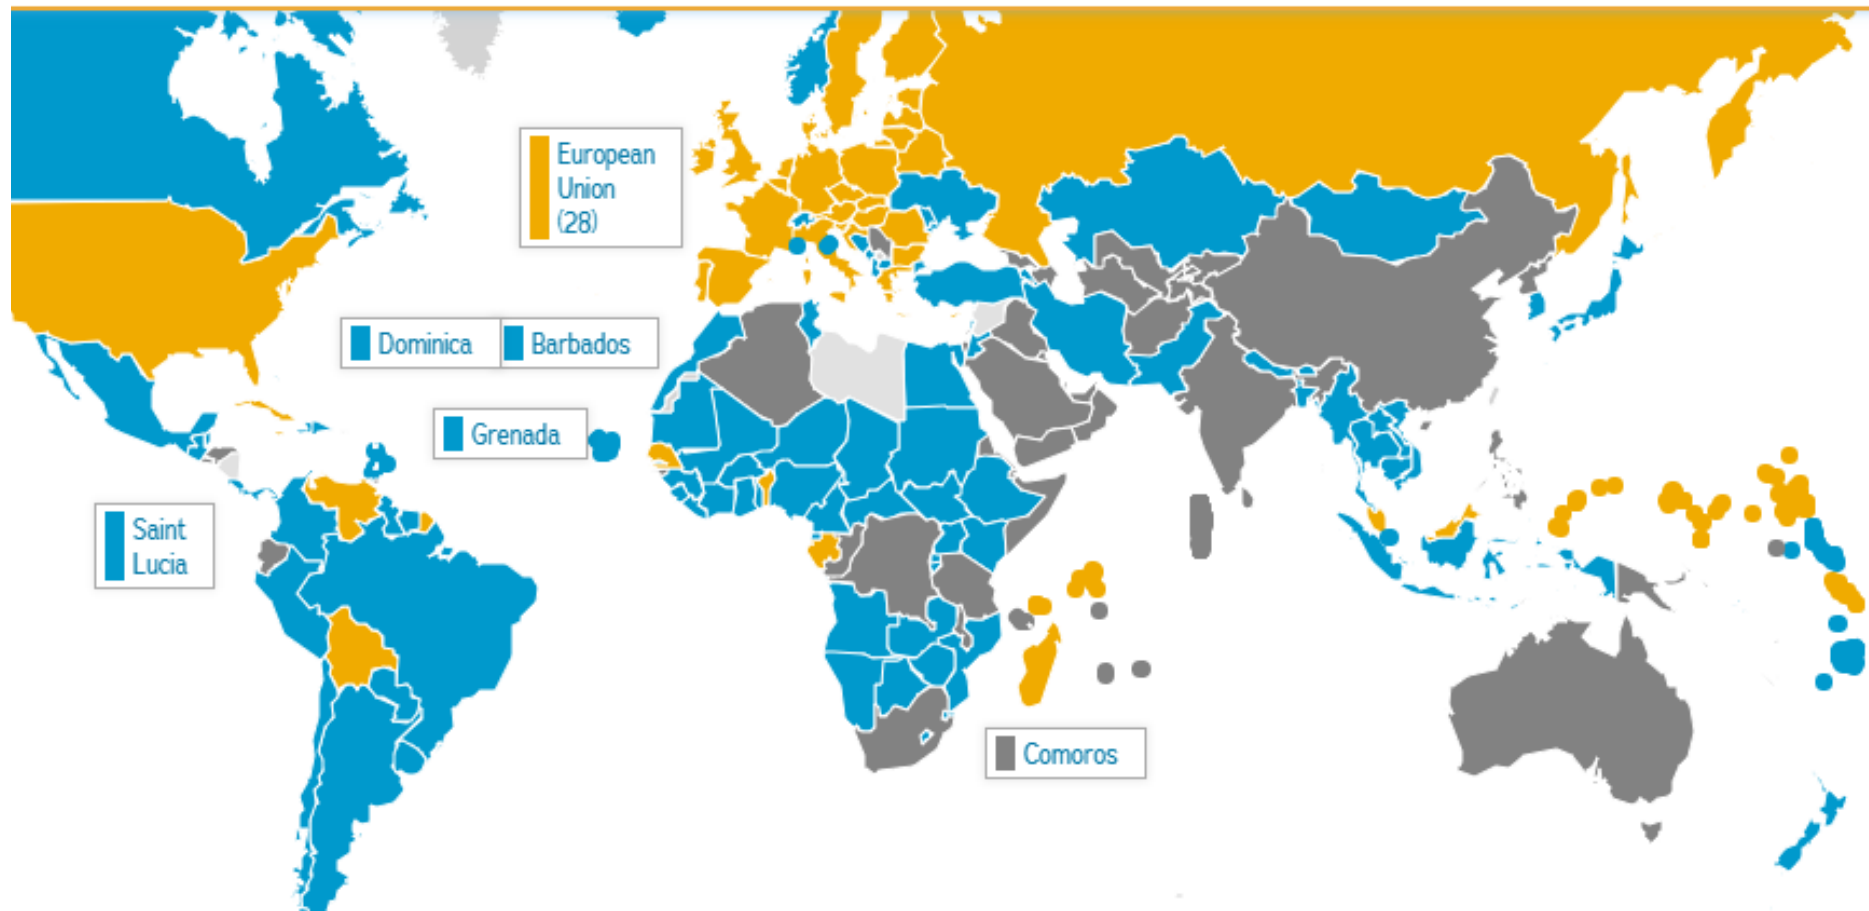 European
Union
(28)
Dominica
Barbados
Grenada
Saint
Lucia
Comoros